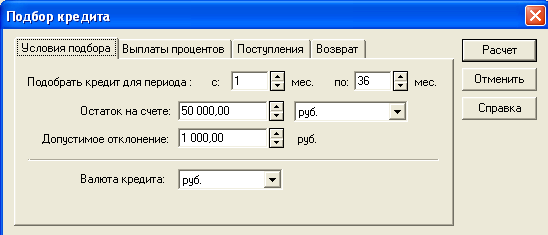 Подбор кредита
Условия подбора Выплаты процентов Поступления Возврат
Подобрать кредит для периода : с: 1 мес. по: 36 мес.
Остаток на счете: 50 000,00 руб.
Допустимое отклонение: 1 000,00 руб.
Валюта кредита: руб.
Расчет
Отменить
Справка